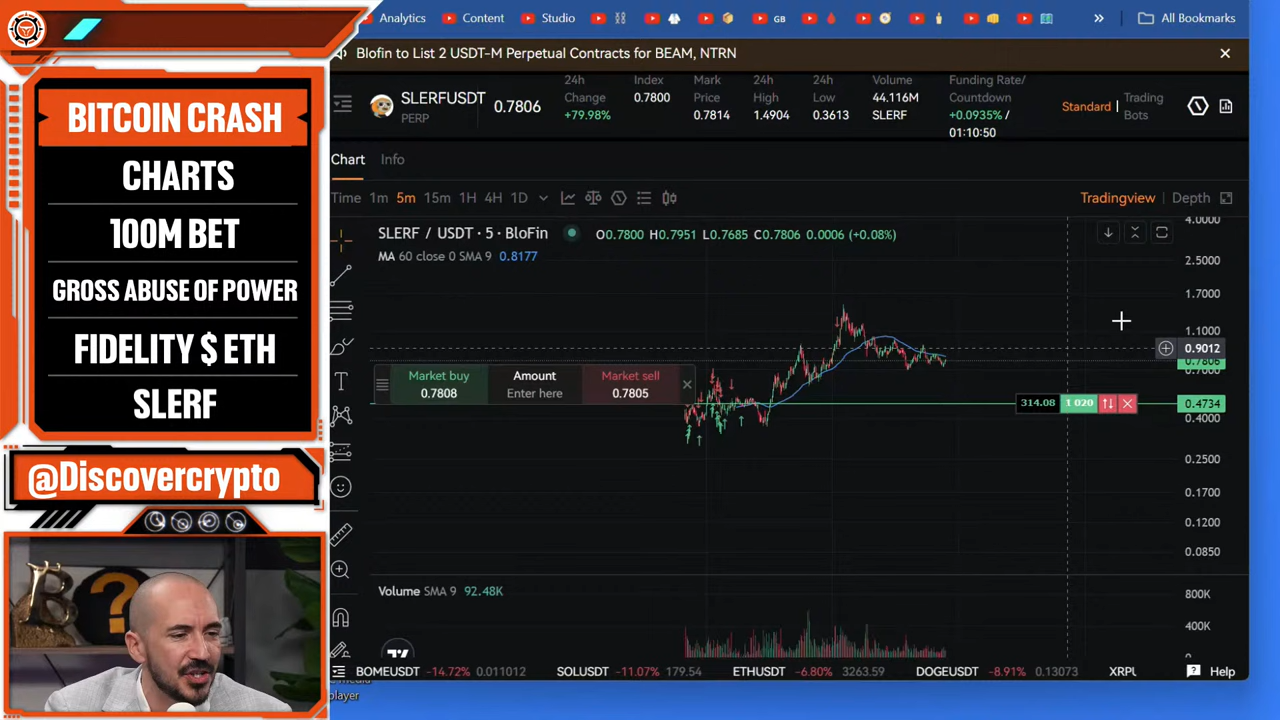 Analytics
Content
Studio
GB
»
All Bookmarks
Blofin to List 2 USDT-M Perpetual Contracts for BEAM, NTRN
BITCOIN CRASH
CHARTS
100M BET
GROSS ABUSE OF POWER
FIDELITY $ ETH
SLERF
@Discovercrypto
SLERFUSDT
PERP
0.7806
24h Change
+79.98%
Index
0.7800
Mark Price
0.7814
24h High
1.4904
24h Low
0.3613
Volume
44.116M
SLERF
Funding Rate/
Countdown
+0.0935% /
01:10:50
Standard
Trading Bots
Chart
Info
Time 1m 5m 15m 1H 4H 1D
Tradingview
Depth
SLERF / USDT · 5 · BloFin
O0.7800 H0.7951 L0.7685 C0.7806 0.0006 (+0.08%)
MA 60 close 0 SMA 9 0.8177
Market buy
0.7808
Amount
Enter here
Market sell
0.7805
314.08
1 020
4.0000
2.5000
1.7000
1.1000
0.9012
0.4734
0.4000
0.2500
0.1700
0.1200
0.0850
Volume SMA 9 92.48K
800K
400K
BOMEUSDT -14.72% 0.011012
SOLUSDT -11.07% 179.54
ETHUSDT -6.80% 3263.59
DOGEUSDT -8.91% 0.13073
Help
player